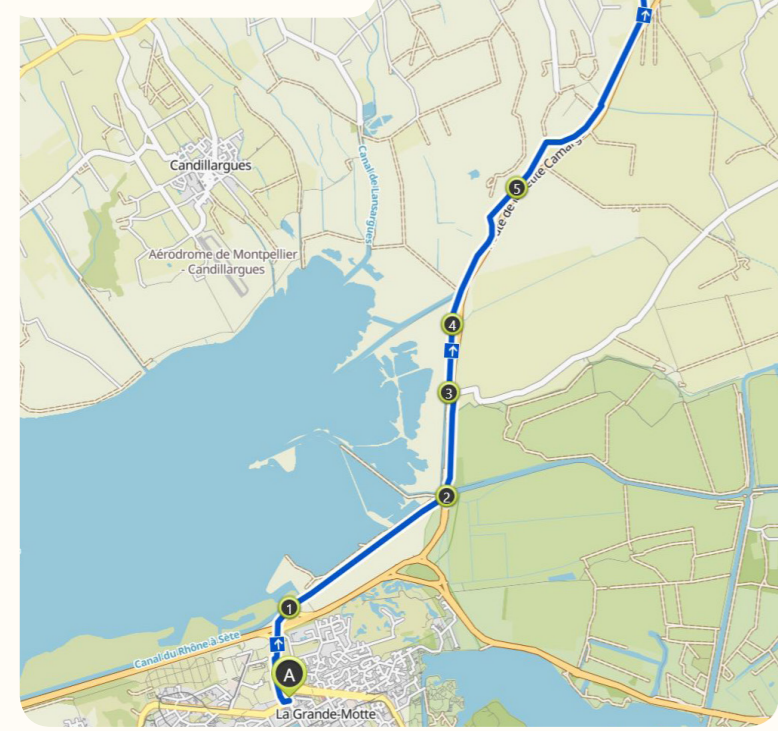 Candillargues
Canal de Lansargues
Aérodrome de Montpellier
- Candillargues
5
4
3
2
1
Canal du Rhône à Sète
A
La Grande-Motte